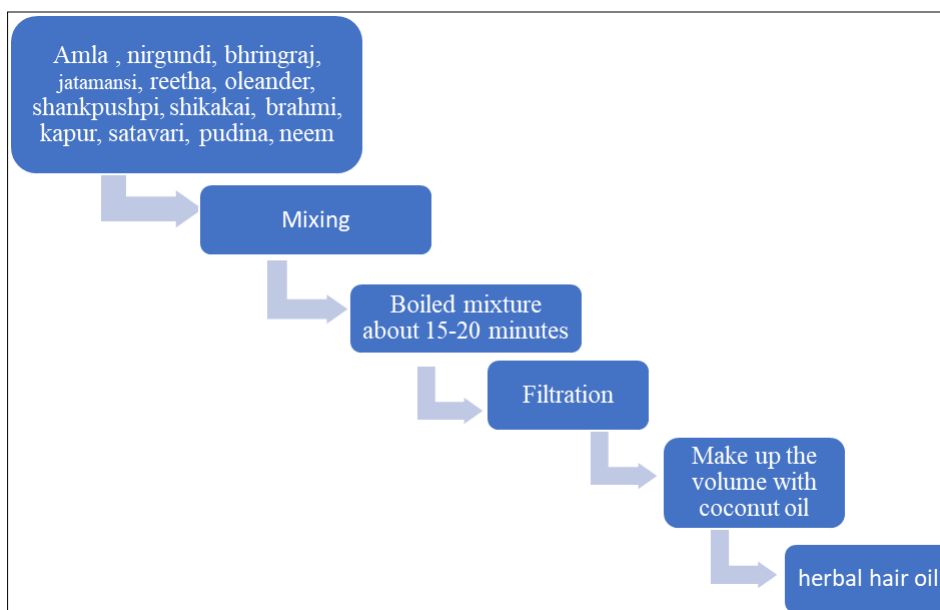 Amla , nirgundi, bhringraj,
jatamansi, reetha, oleander,
shankpushpi, shikakai, brahmi,
kapur, satavari, pudina, neem
Mixing
Boiled mixture
about 15-20 minutes
Filtration
Make up the
volume with
coconut oil
herbal hair oil